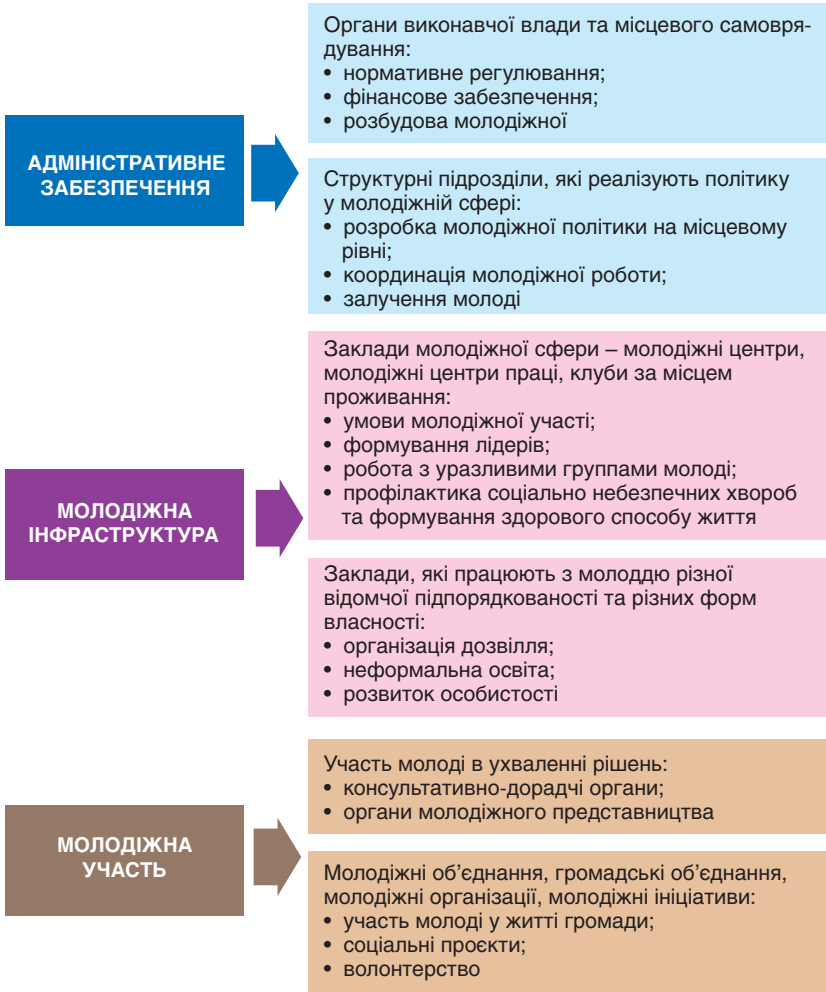 АДМІНІСТРАТИВНЕ
ЗАБЕЗПЕЧЕННЯ
Органи виконавчої влади та місцевого самовря-
дування:
• нормативне регулювання;
• фінансове забезпечення;
• розбудова молодіжної
Структурні підрозділи, які реалізують політику
у молодіжній сфері:
• розробка молодіжної політики на місцевому
рівні;
• координація молодіжної роботи;
• залучення молоді
МОЛОДІЖНА
ІНФРАСТРУКТУРА
Заклади молодіжної сфери – молодіжні центри,
молодіжні центри праці, клуби за місцем
проживання:
• умови молодіжної участі;
• формування лідерів;
• робота з уразливими группами молоді;
• профілактика соціально небезпечних хвороб
та формування здорового способу життя
Заклади, які працюють з молоддю різної
відомчої підпорядкованості та різних форм
власності:
• організація дозвілля;
• неформальна освіта;
• розвиток особистості
МОЛОДІЖНА
УЧАСТЬ
Участь молоді в ухваленні рішень:
• консультативно-дорадчі органи;
• органи молодіжного представництва
Молодіжні об’єднання, громадські об’єднання,
молодіжні організації, молодіжні ініціативи:
• участь молоді у житті громади;
• соціальні проєкти;
• волонтерство